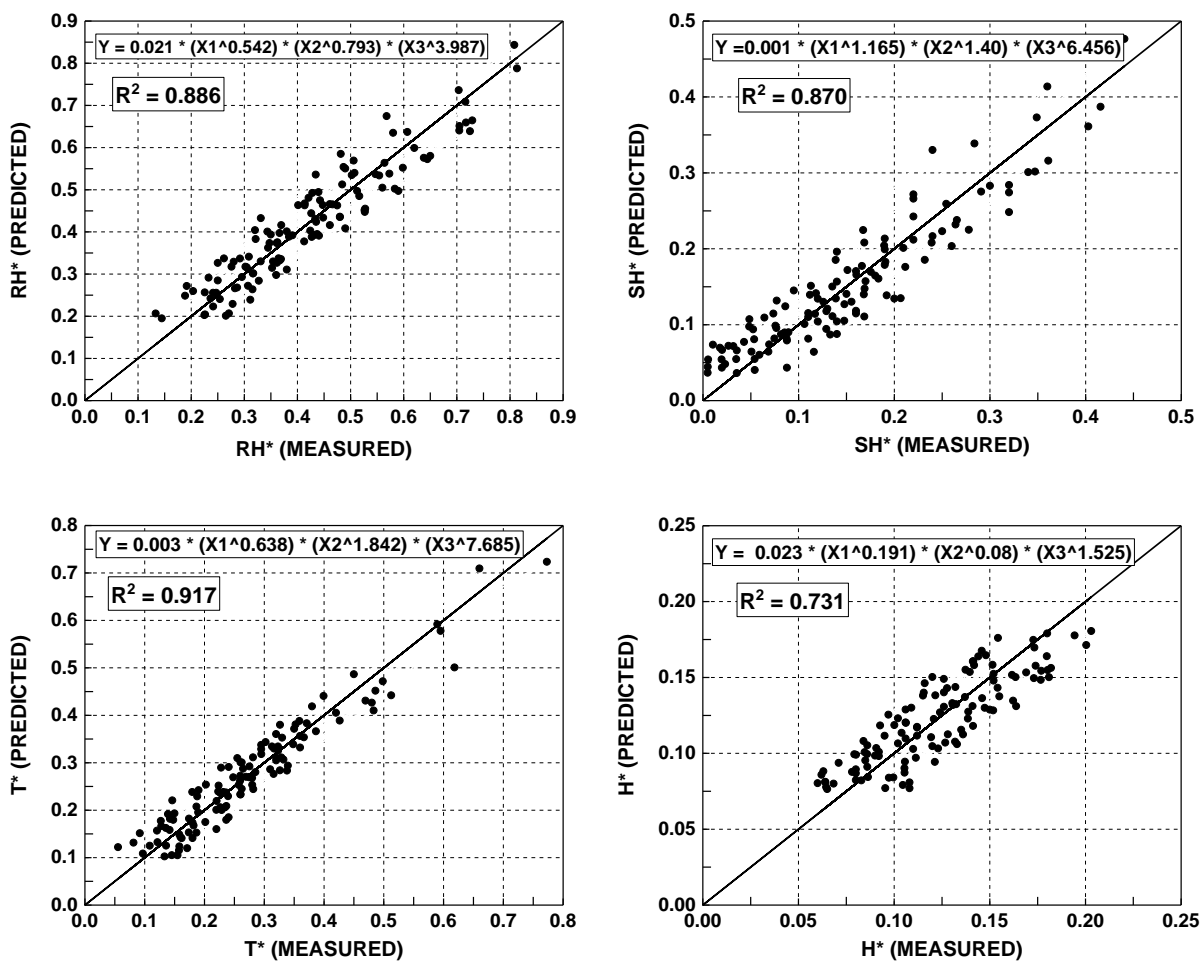 0.9
Y = 0.021 * (X1^0.542) * (X2^0.793) * (X3^3.987)
0.8
R² = 0.886
0.7
0.6
0.5
0.4
0.3
0.2
0.1
0.0
RH* (PREDICTED)
0.0 0.1 0.2 0.3 0.4 0.5 0.6 0.7 0.8 0.9
RH* (MEASURED)
0.5
Y =0.001 * (X1^1.165) * (X2^1.40) * (X3^6.456)
R² = 0.870
0.4
0.3
0.2
0.1
0.0
SH* (PREDICTED)
0.0 0.1 0.2 0.3 0.4 0.5
SH* (MEASURED)
0.8
Y = 0.003 * (X1^0.638) * (X2^1.842) * (X3^7.685)
0.7
R² = 0.917
0.6
0.5
0.4
0.3
0.2
0.1
0.0
T* (PREDICTED)
0.0 0.1 0.2 0.3 0.4 0.5 0.6 0.7 0.8
T* (MEASURED)
0.25
Y = 0.023 * (X1^0.191) * (X2^0.08) * (X3^1.525)
R² = 0.731
0.20
0.15
0.10
0.05
0.00
H* (PREDICTED)
0.00 0.05 0.10 0.15 0.20 0.25
H* (MEASURED)